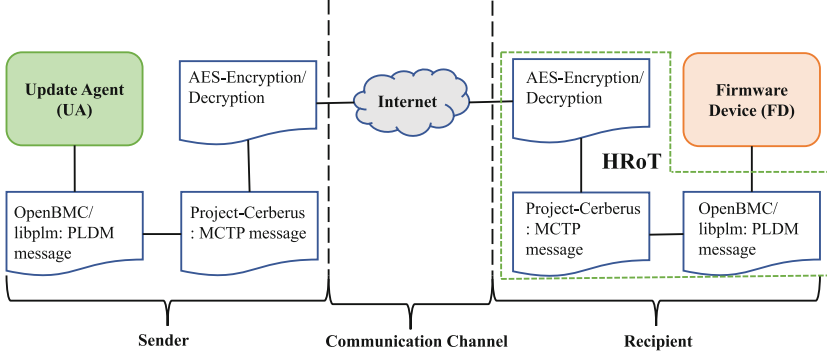 Update Agent
(UA)
OpenBMC/
libplm: PLDM
message
AES-Encryption/
Decryption
Project-Cerberus
: MCTP message
Internet
AES-Encryption/
Decryption
HRoT
Project-Cerberus
: MCTP
message
Firmware
Device (FD)
OpenBMC/
libplm: PLDM
message
Sender
Communication Channel
Recipient